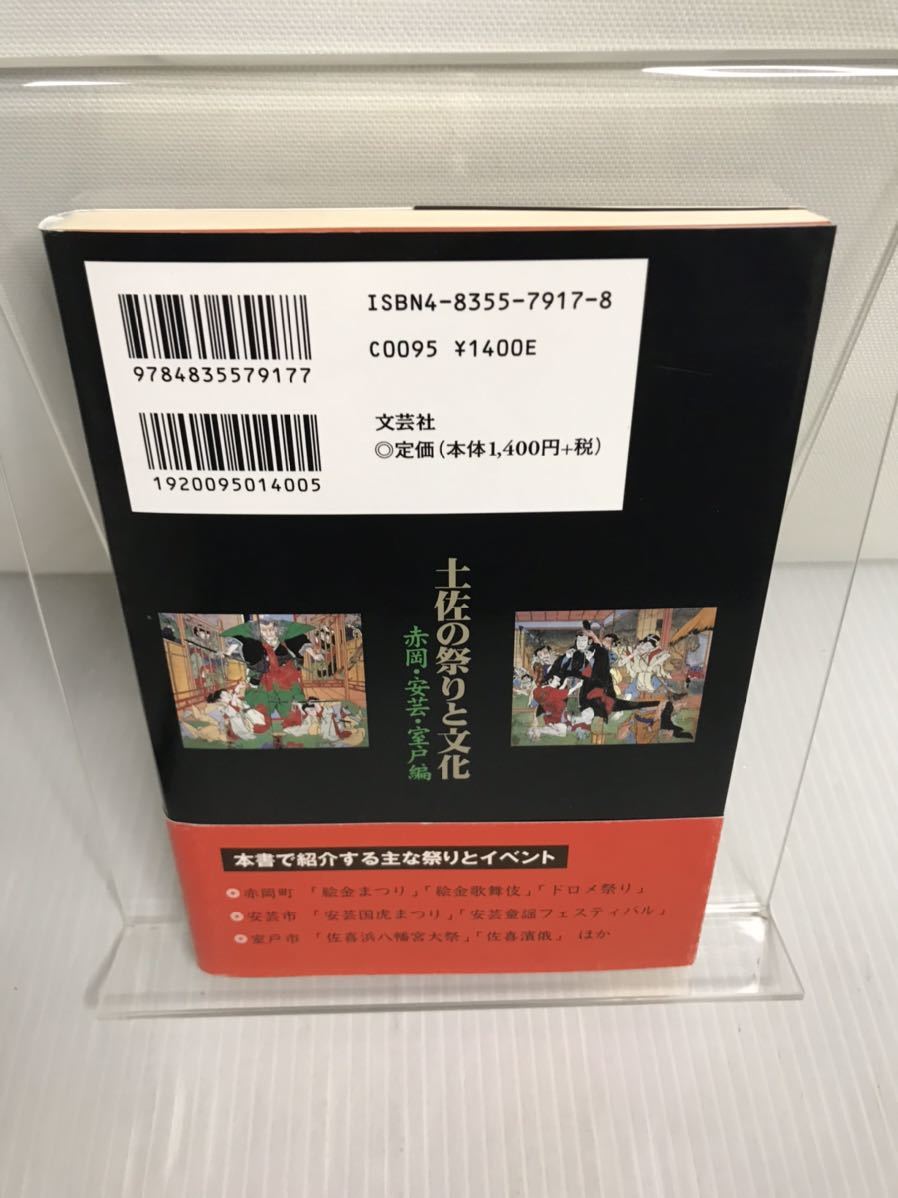 ISBN4-8355-7917-8
C0095 ¥1400E
9784835579177
文芸社
◎定価(本体1,400円+税)
1920095014005
土佐の祭りと文化
赤岡・安芸・室戸編
本書で紹介する主な祭りとイベント
赤岡町 「絵金まつり」「絵金歌舞伎」「ドロメ祭り」
安芸市 「安芸国虎まつり」「安芸童謡フェスティバル」
室戸市 「佐喜浜八幡宮大祭」「佐喜濱俄」 ほか